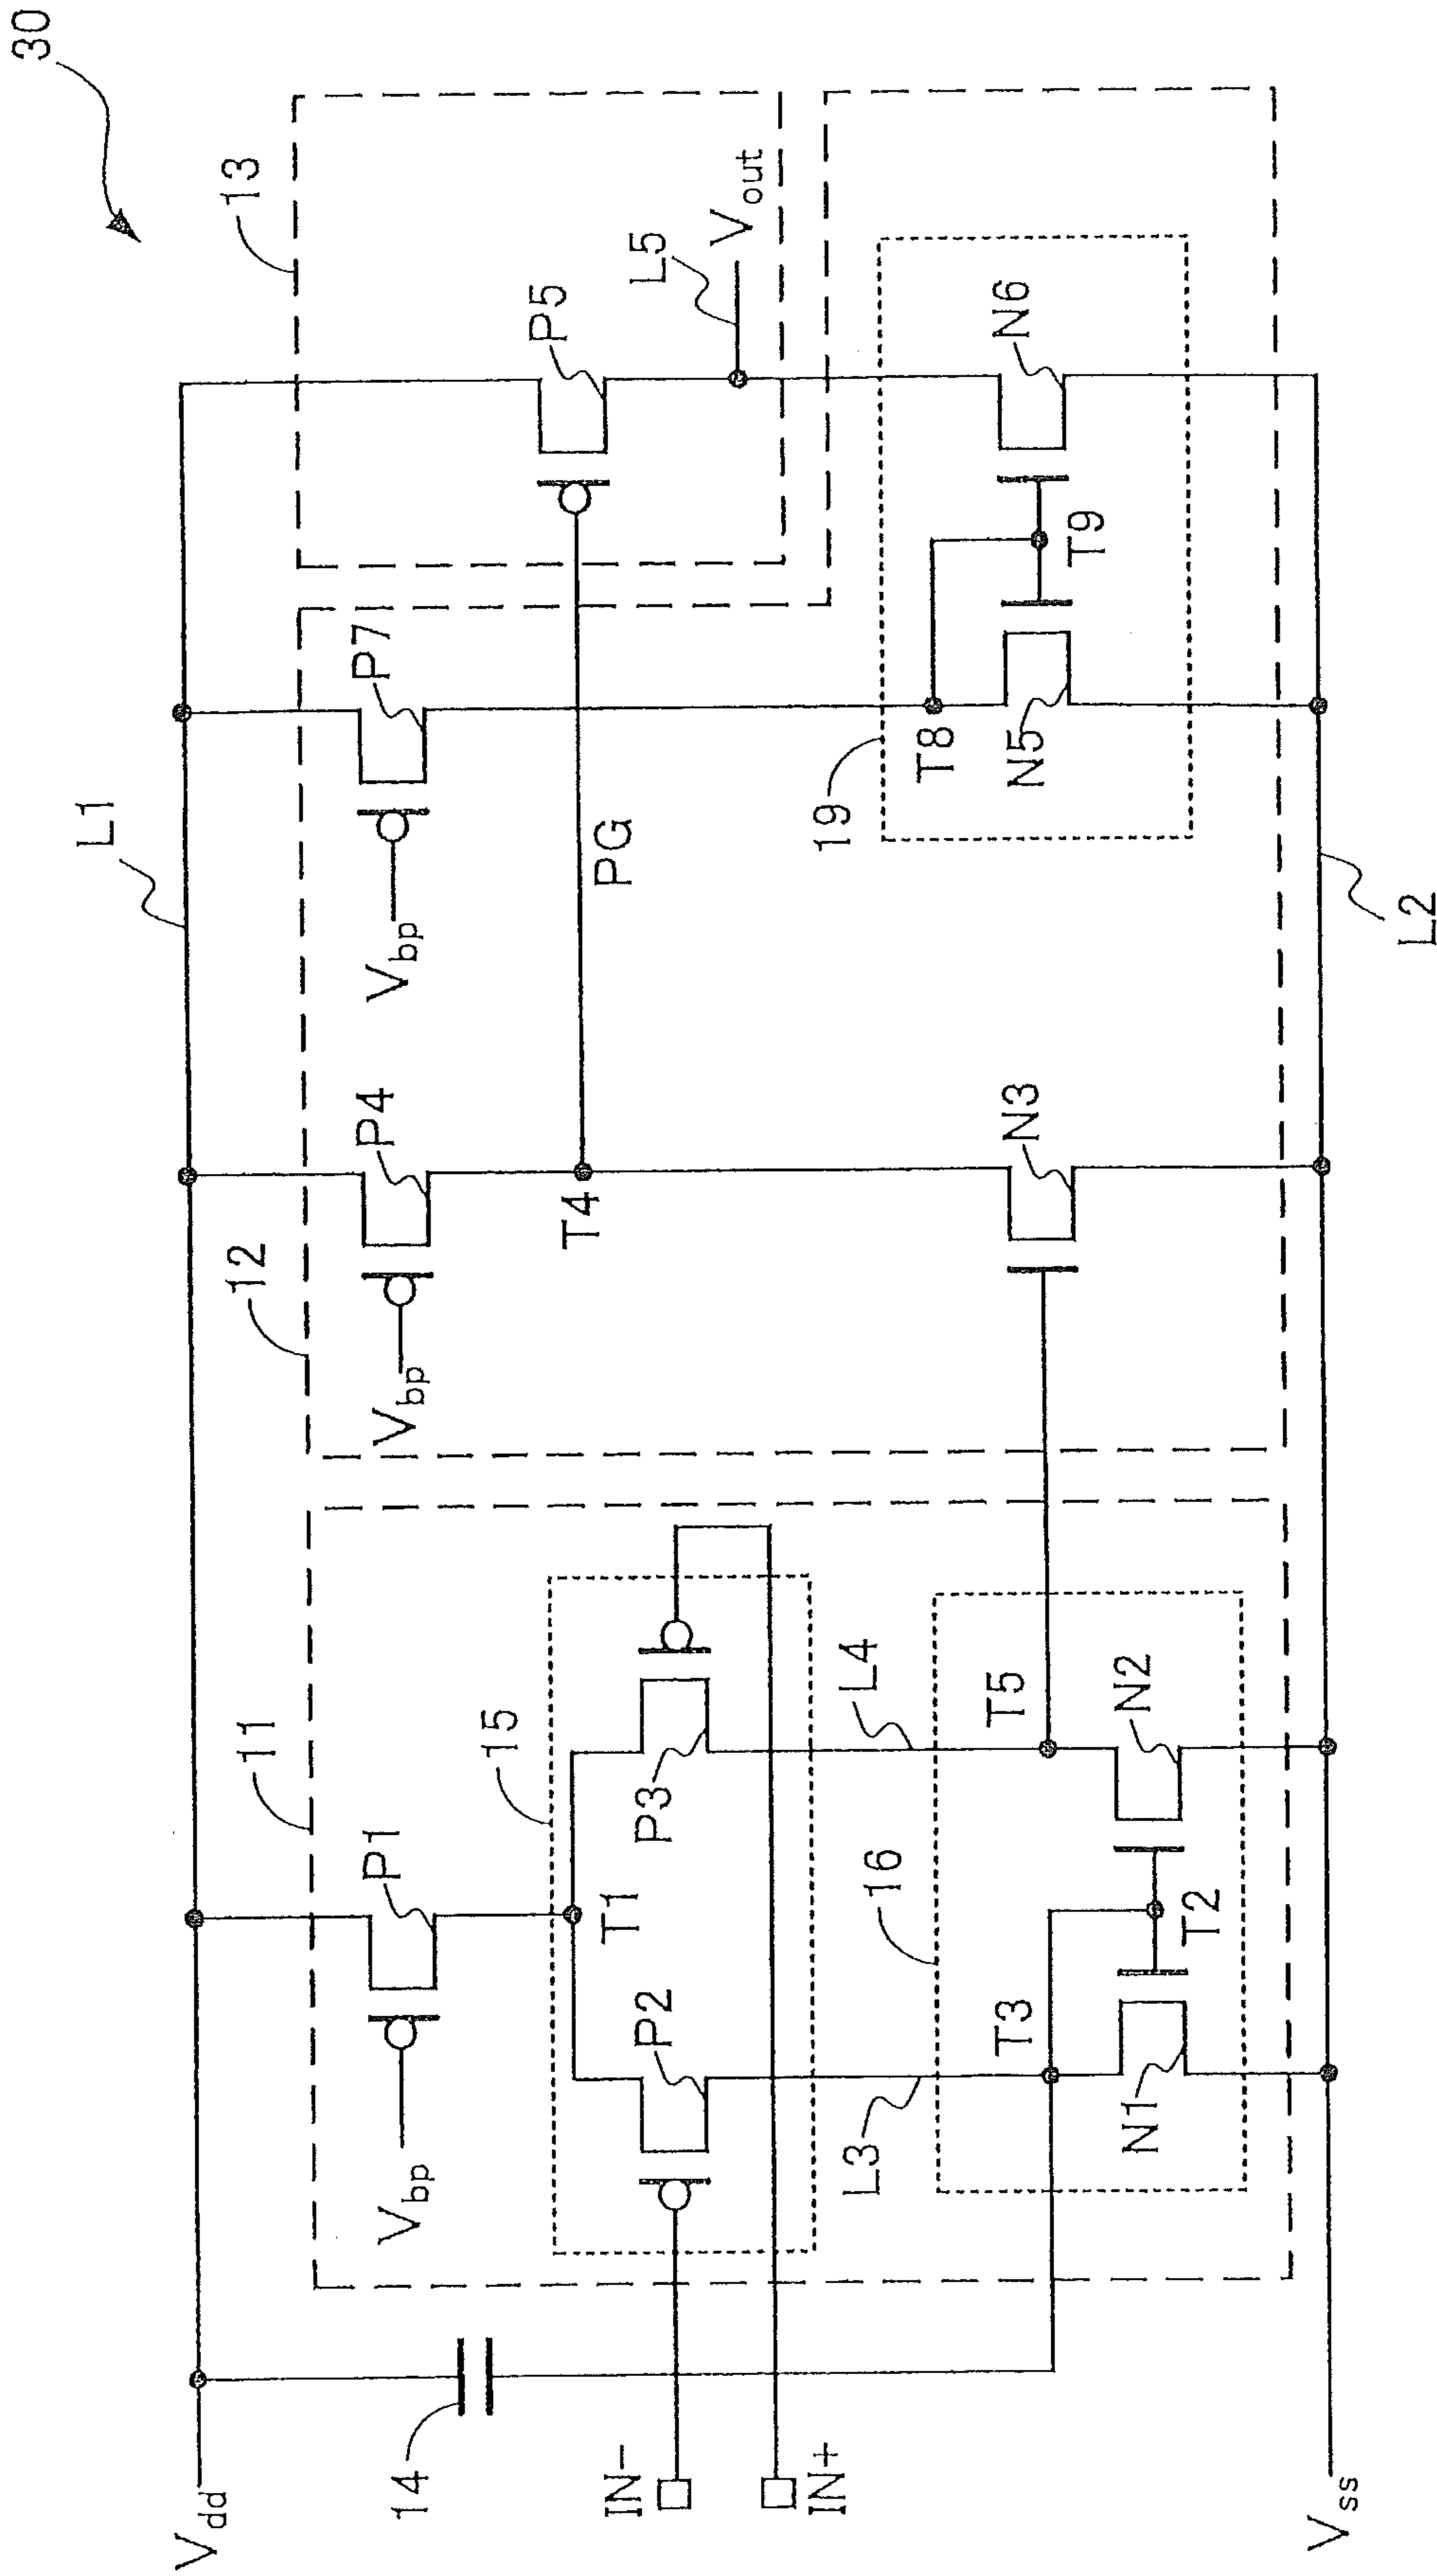 30
13
L1
P7
P5
L5
Vout
Vbp
PG
12
P4
Vbp
T4
19
T8
T9
N5
N6
N3
L2
11
P1
Vbp
15
T1
P2
P3
L3
L4
16
T3
T5
T2
N1
N2
14
Vdd
IN−
IN+
Vss